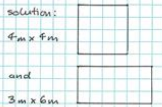 solution:
4m x 4m
and
3m x 6m